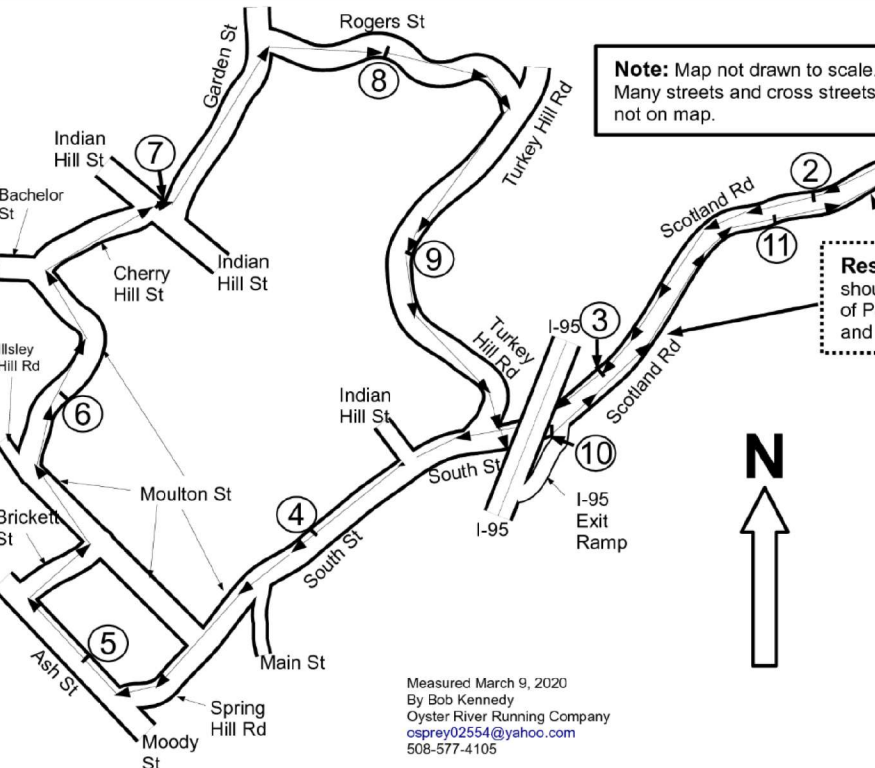 Rogers St
Garden St
8
Note: Map not drawn to scale.
Many streets and cross streets
not on map.
Turkey Hill Rd
Indian
Hill St
7
2
Bachelor
St
Scotland Rd
11
Indian
Hill St
9
Cherry
Hill St
Res
shou
of P
and
I-95
3
Turkey
Hill Rd
llsley
Hill Rd
Scotland Rd
Indian
Hill St
6
N
10
South St
Moulton St
I-95
Exit
Ramp
4
I-95
Brickett
St
South St
5
Ash St
Main St
Spring
Hill Rd
Moody
St
Measured March 9, 2020
By Bob Kennedy
Oyster River Running Company
osprey02554@yahoo.com
508-577-4105